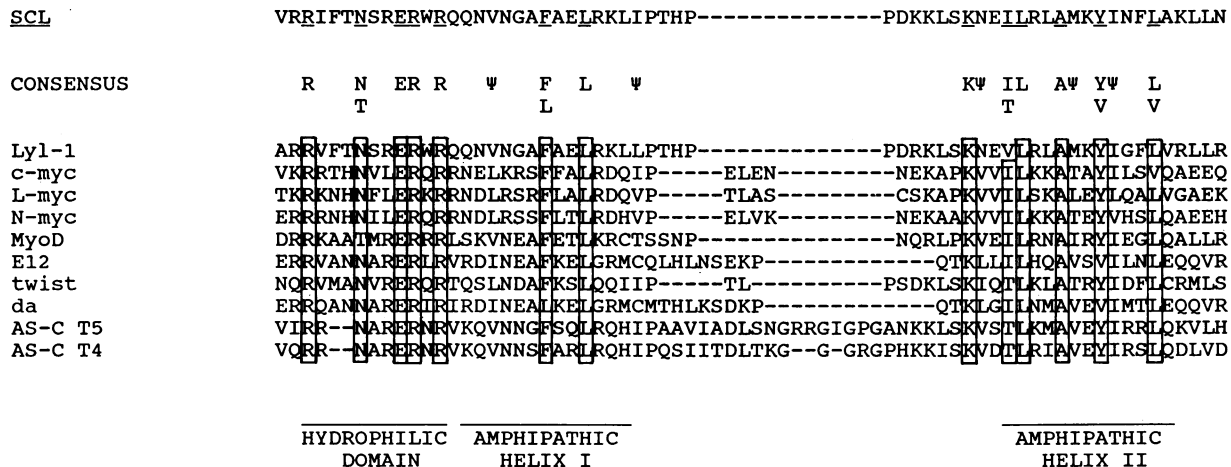 SCL VRRIFTNSRERWRQQNVNGAFAELRKLIPTHP--------------PDKKLSKNEILRLAMKYINFLAKLLN
CONSENSUS R N ER R Ψ F L Ψ KΨ IL AΨ YΨ L
T L T V V
Lyl-1 ARRVFTNSRERWRQQNVNGAFAELRKLLPTHP--------------PDRKLSKNEVLRLAMKYIGFLVRLLR
c-myc VKRRTHNVLERQRRNELKRSFFALRDQIP-----ELEN---------NEKAPKVVILKKATAYILSVQAEEQ
L-myc TKRKNHNFLERKRRNDLRSRFLALRDQVP-----TLAS---------CSKAPKVVILSKALEYLQALVGAEK
N-myc ERRRNHNILERQRRNDLRSSFLTLRDHVP-----ELVK---------NEKAAKVVILKKATEYVHSLQAEEH
MyoD DRRKAATMRERRRLSKVNEAFETLKRCTSSNP---------------NQRLPKVEILRNAIRYIEGLQALLR
E12 ERRVANNARERLRVRDINEAFKELGRMCQLHLNSEKP-------------QTKLLILHQAVSVILNLEQQVR
twist NQRVMANVRERQRTQSLNDAFKSLQQIIP-----TL----------PSDKLSKIQTLKLATRYIDFLCRMLS
da ERRQANNARERIRIRDINEALKELGRMCMTHLKSDKP-------------QTKLGILNMAVEVIMTLEQQVR
AS-C T5 VIRR--NARERNRVKQVNNGFSQLRQHIPAAVIADLSNGRRGIGPGANKKLSKVSTLKMAVEYIRRLQKVLH
AS-C T4 VQRR--NARERNRVKQVNNSFARLRQHIPQSIITDLTKG--G-GRGPHKKISKVDTLRIAVEYIRSLQDLVD
HYDROPHILIC AMPHIPATHIC AMPHIPATHIC
DOMAIN HELIX I HELIX II